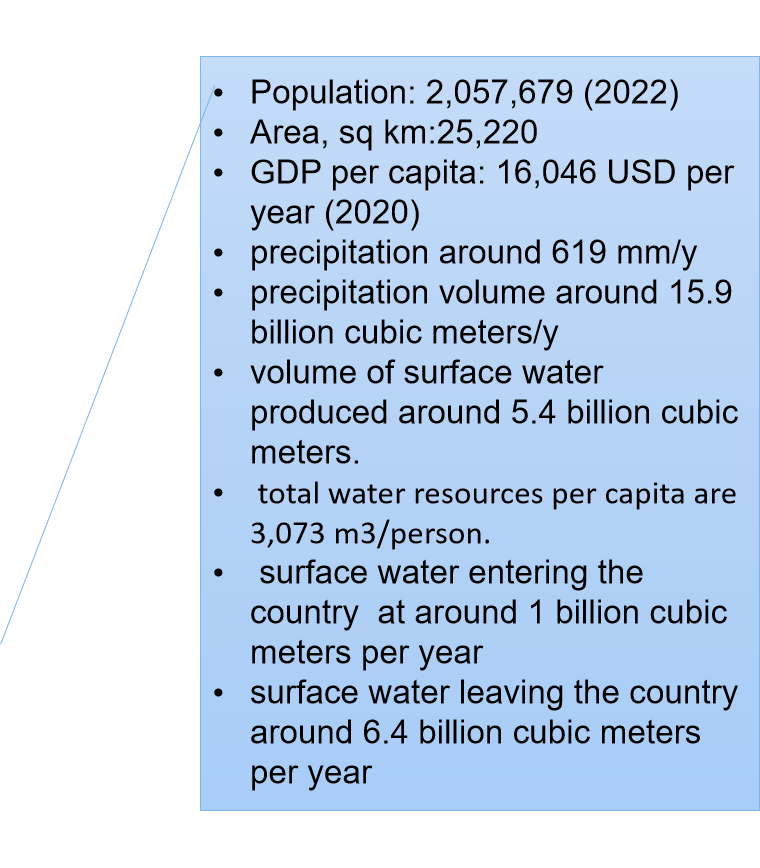 • Population: 2,057,679 (2022)
• Area, sq km:25,220
• GDP per capita: 16,046 USD per
year (2020)
• precipitation around 619 mm/y
• precipitation volume around 15.9
billion cubic meters/y
• volume of surface water
produced around 5.4 billion cubic
meters.
• total water resources per capita are
3,073 m3/person.
• surface water entering the
country  at around 1 billion cubic
meters per year
• surface water leaving the country
around 6.4 billion cubic meters
per year